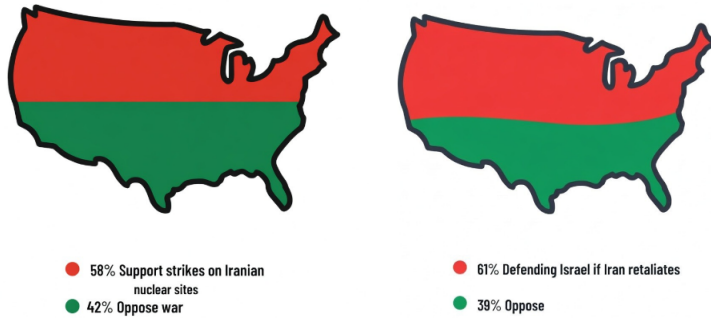 58% Support strikes on Iranian
nuclear sites
42% Oppose war
61% Defending Israel if Iran retaliates
39% Oppose